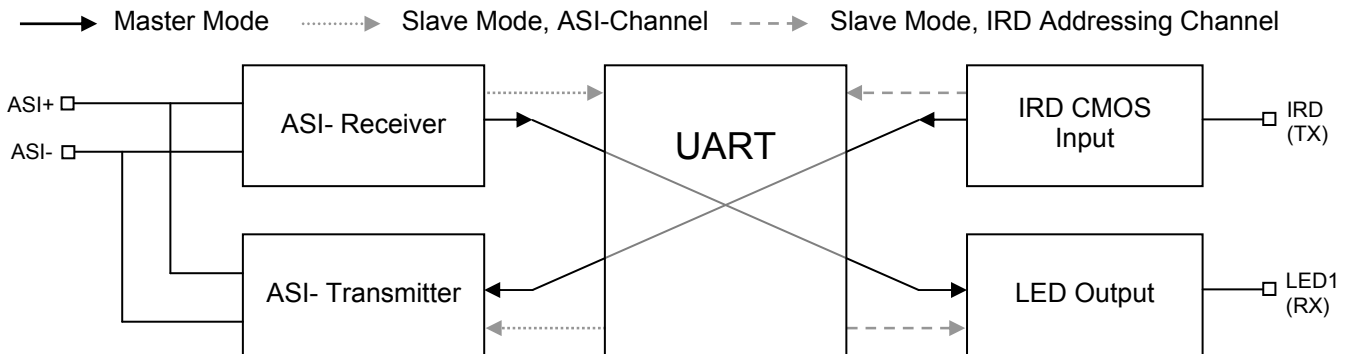 Master Mode
Slave Mode, ASI-Channel
Slave Mode, IRD Addressing Channel
ASI+
ASI-
ASI- Receiver
UART
IRD CMOS
Input
IRD
(TX)
ASI- Transmitter
LED Output
LED1
(RX)